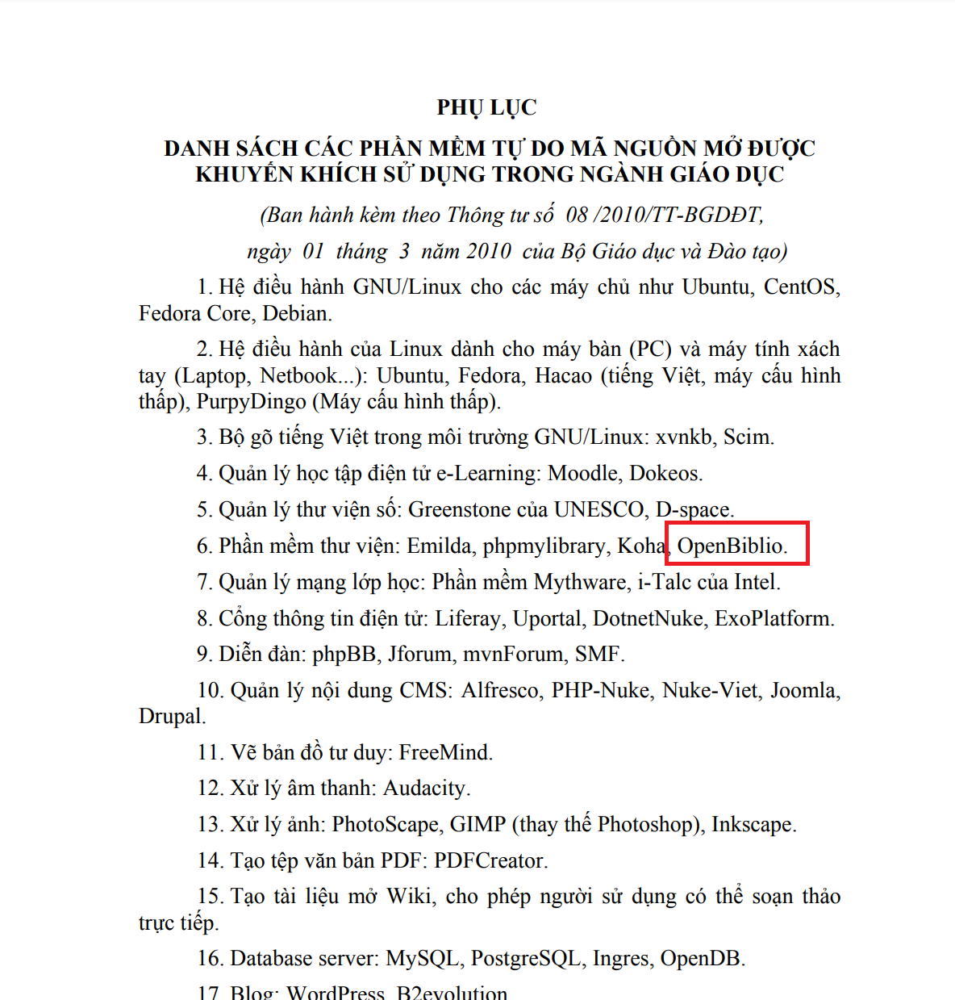 PHỤ LỤC
DANH SÁCH CÁC PHẦN MỀM TỰ DO MÃ NGUỒN MỞ ĐƯỢC
KHUYẾN KHÍCH SỬ DỤNG TRONG NGÀNH GIÁO DỤC
(Ban hành kèm theo Thông tư số 08 /2010/TT-BGDĐT,
ngày 01 tháng 3 năm 2010 của Bộ Giáo dục và Đào tạo)
1. Hệ điều hành GNU/Linux cho các máy chủ như Ubuntu, CentOS,
Fedora Core, Debian.
2. Hệ điều hành của Linux dành cho máy bàn (PC) và máy tính xách
tay (Laptop, Netbook...): Ubuntu, Fedora, Hacao (tiếng Việt, máy cấu hình
thấp), PurpyDingo (Máy cấu hình thấp).
3. Bộ gõ tiếng Việt trong môi trường GNU/Linux: xvnkb, Scim.
4. Quản lý học tập điện tử e-Learning: Moodle, Dokeos.
5. Quản lý thư viện số: Greenstone của UNESCO, D-space.
6. Phần mềm thư viện: Emilda, phpmylibrary, Koha, OpenBiblio.
7. Quản lý mạng lớp học: Phần mềm Mythware, i-Talc của Intel.
8. Cổng thông tin điện tử: Liferay, Uportal, DotnetNuke, ExoPlatform.
9. Diễn đàn: phpBB, Jforum, mvnForum, SMF.
10. Quản lý nội dung CMS: Alfresco, PHP-Nuke, Nuke-Viet, Joomla,
Drupal.
11. Vẽ bản đồ tư duy: FreeMind.
12. Xử lý âm thanh: Audacity.
13. Xử lý ảnh: PhotoScape, GIMP (thay thế Photoshop), Inkscape.
14. Tạo tệp văn bản PDF: PDFCreator.
15. Tạo tài liệu mở Wiki, cho phép người sử dụng có thể soạn thảo
trực tiếp.
16. Database server: MySQL, PostgreSQL, Ingres, OpenDB.
17. Blog: WordPress, B2evolution